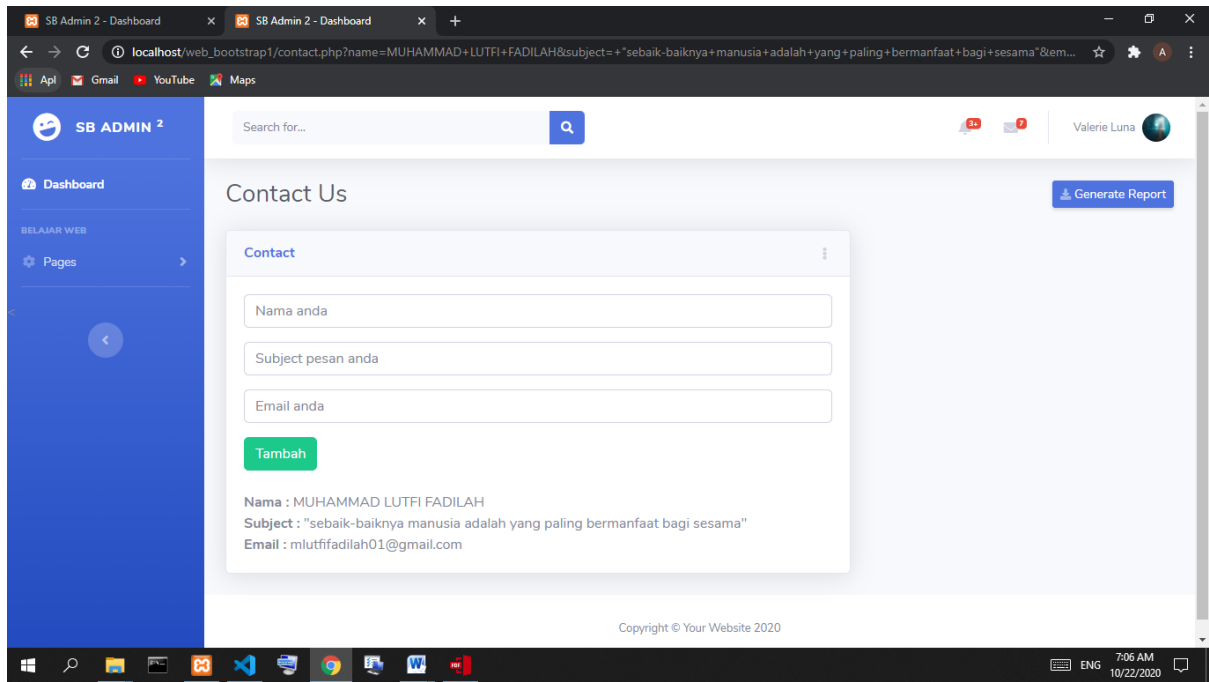 SB Admin 2 - Dashboard
SB Admin 2 - Dashboard
localhost/web_bootstrap1/contact.php?name=MUHAMMAD+LUTFI+FADILAH&subject=+"sebaik-baiknya+manusia+adalah+yang+paling+bermanfaat+bagi+sesama"&em...
A
Apl Gmail YouTube Maps
SB ADMIN 2
Search for...
3+
7
Valerie Luna
Dashboard
Contact Us
Generate Report
BELAJAR WEB
Pages
Contact
Nama anda
<
Subject pesan anda
Email anda
Tambah
Nama : MUHAMMAD LUTFI FADILAH
Subject : "sebaik-baiknya manusia adalah yang paling bermanfaat bagi sesama"
Email : mlutfifadilah01@gmail.com
Copyright © Your Website 2020
ENG
7:06 AM
10/22/2020